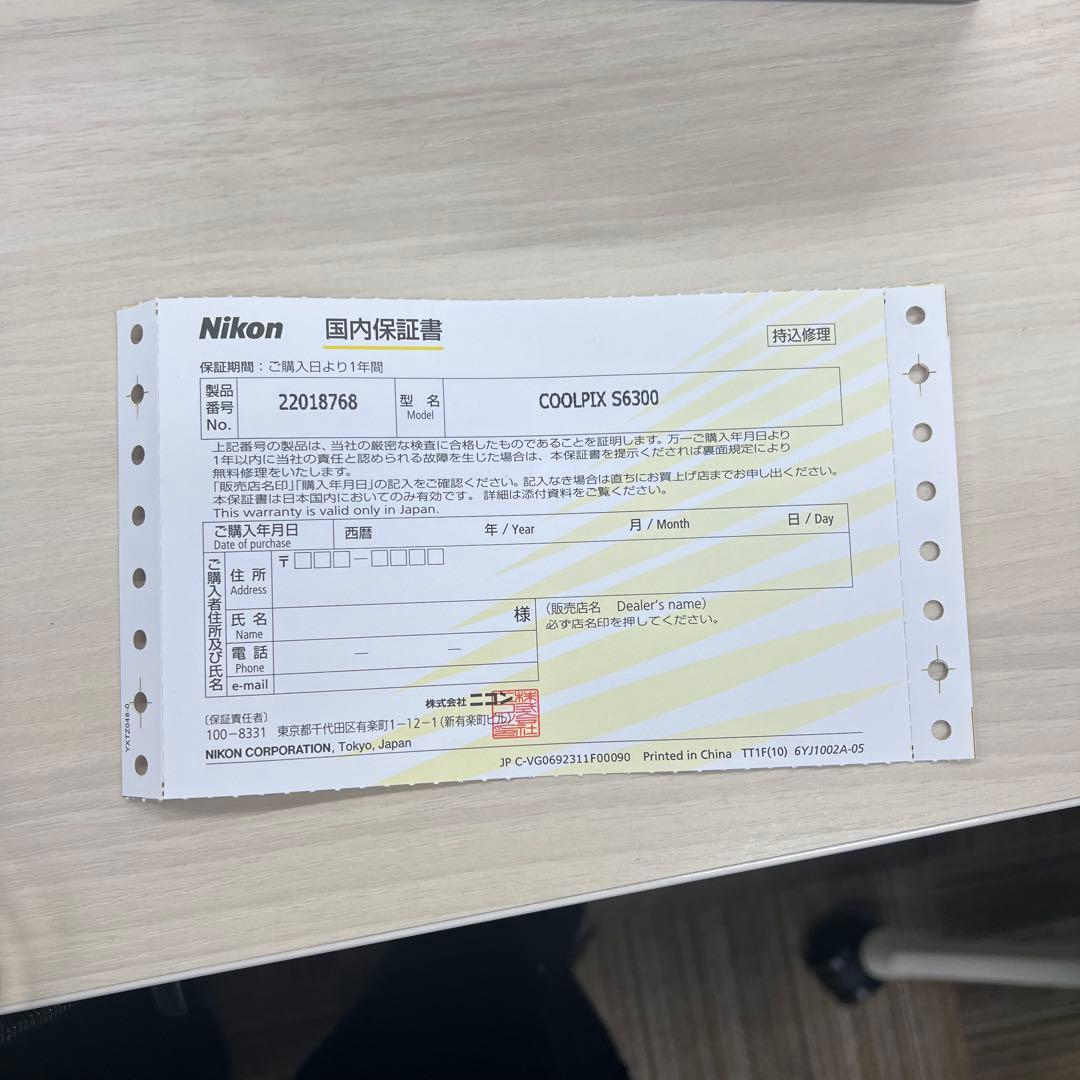 Nikon 国内保証書 持込修理
保証期間：ご購入日より1年間
製品番号 No. 22018768 型名 Model COOLPIX S6300
上記番号の製品は、当社の厳密な検査に合格したものであることを証明します。万一ご購入年月日より
1年以内に当社の責任と認められる故障を生じた場合は、本保証書を提示くだされば裏面規定により
無料修理をいたします。
「販売店名印」「購入年月日」の記入をご確認ください。記入なき場合は直ちにお買上げ店までお申し出ください。
本保証書は日本国内においてのみ有効です。詳細は添付資料をご覧ください。
This warranty is valid only in Japan.
ご購入年月日 Date of purchase 西暦 年 / Year 月 / Month 日 / Day
ご購入者住所及び氏名
住所 Address 〒□□□－□□□□
氏名 Name 様
電話 Phone － －
e-mail
（販売店名 Dealer's name）
必ず店名印を押してください。
株式会社 ニコン
〔保証責任者〕
100－8331 東京都千代田区有楽町1－12－1（新有楽町ビル）
NIKON CORPORATION, Tokyo, Japan
JP C-VG0692311F00090 Printed in China TT1F(10) 6YJ1002A-05
YXTZ048-0